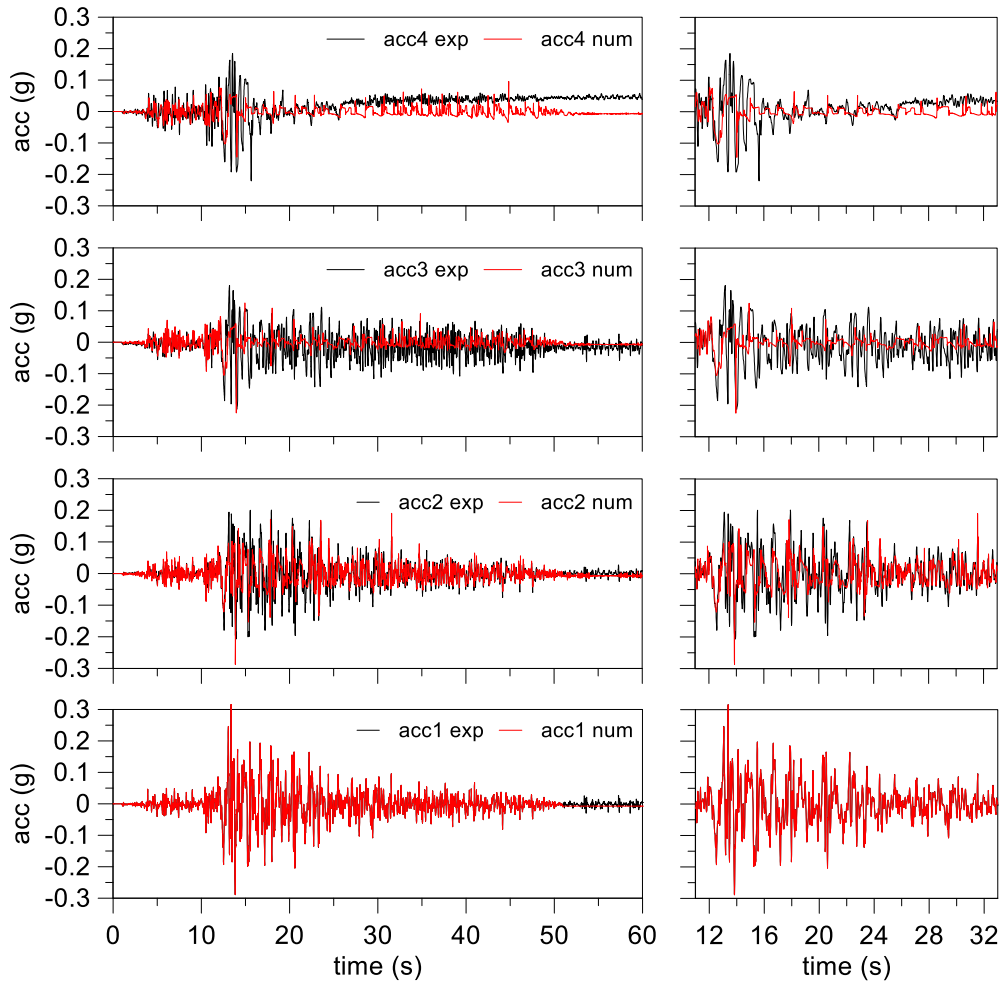 0.3
0.2
0.1
0
-0.1
-0.2
-0.3
acc (g)
acc4 exp acc4 num
0.3
0.2
0.1
0
-0.1
-0.2
-0.3
acc (g)
acc3 exp acc3 num
0.3
0.2
0.1
0
-0.1
-0.2
-0.3
acc (g)
acc2 exp acc2 num
0.3
0.2
0.1
0
-0.1
-0.2
-0.3
acc (g)
acc1 exp acc1 num
0 10 20 30 40 50 60
time (s)
12 16 20 24 28 32
time (s)